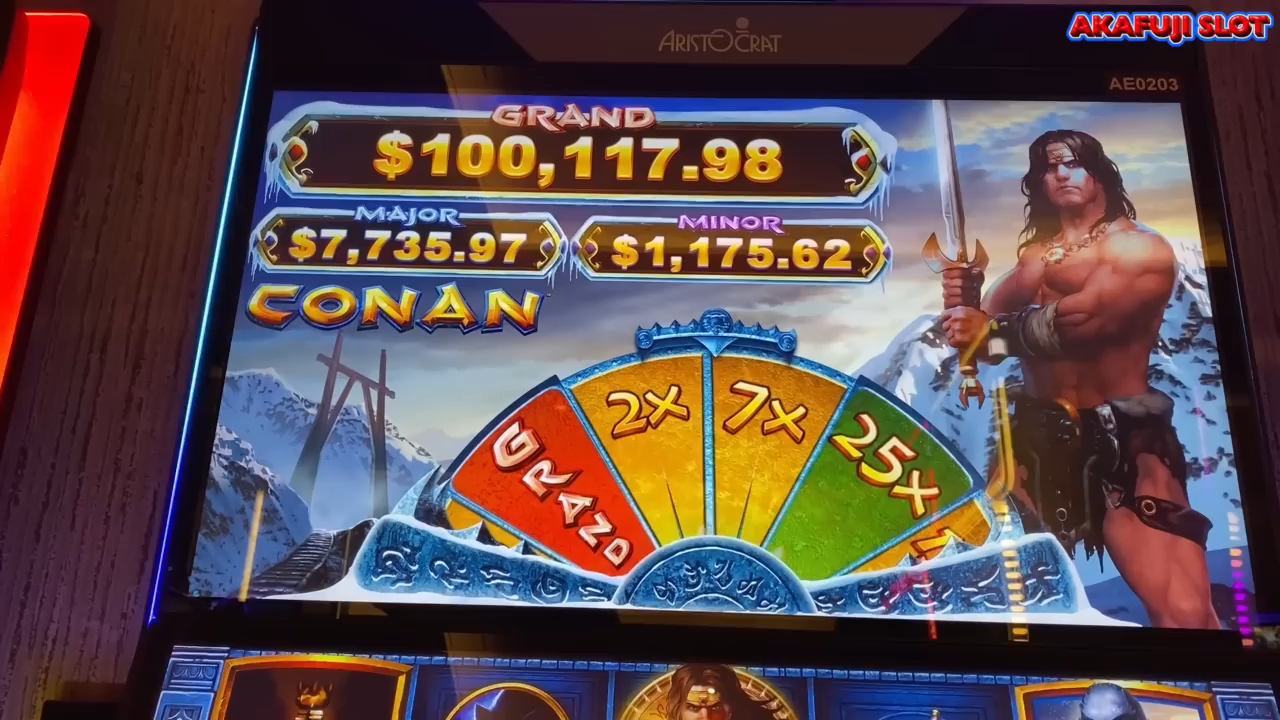 AKAFUJI SLOT
ARISTOCRAT
AE0203
GRAND
$100,117.98
MAJOR
$7,735.97
MINOR
$1,175.62
CONAN
GRAND
2X
7X
25X